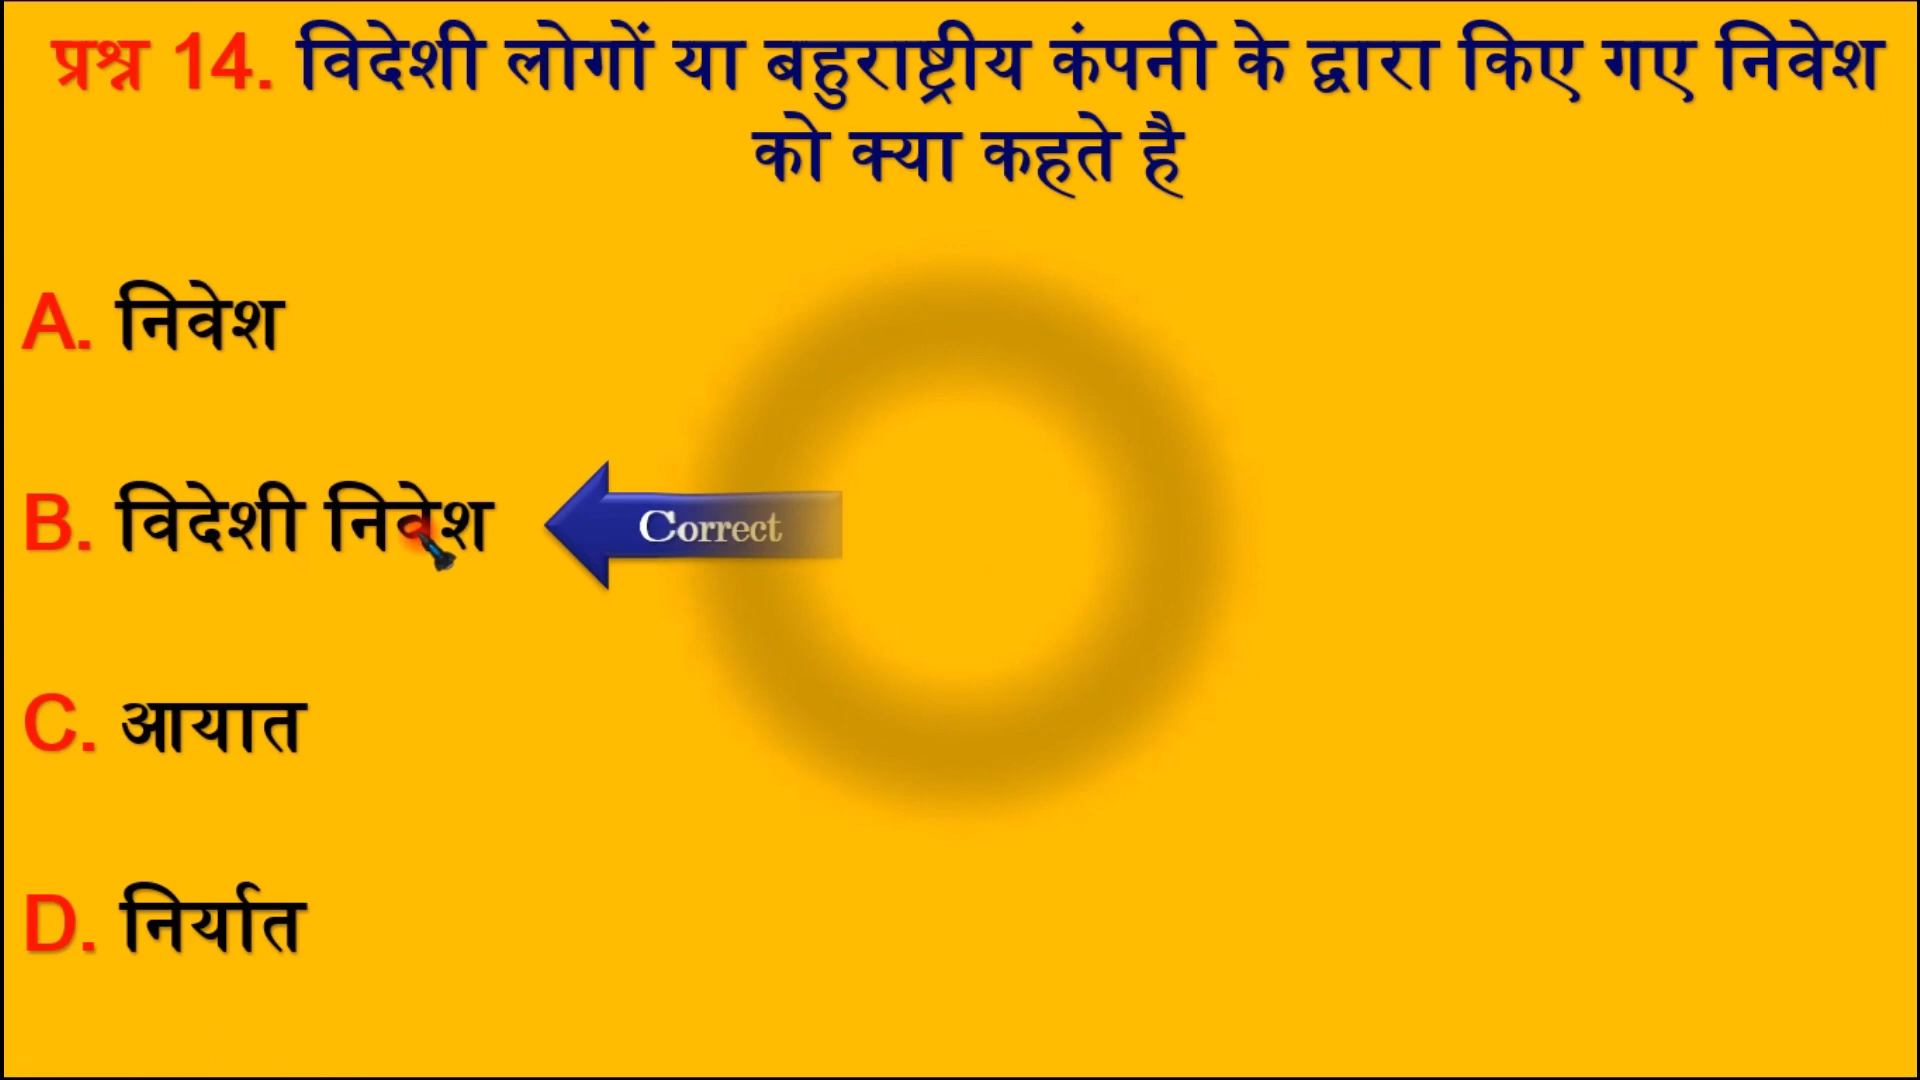 प्रश्न 14. विदेशी लोगों या बहुराष्ट्रीय कंपनी के द्वारा किए गए निवेश
को क्या कहते है
A. निवेश
B. विदेशी निवेश
Correct
C. आयात
D. निर्यात